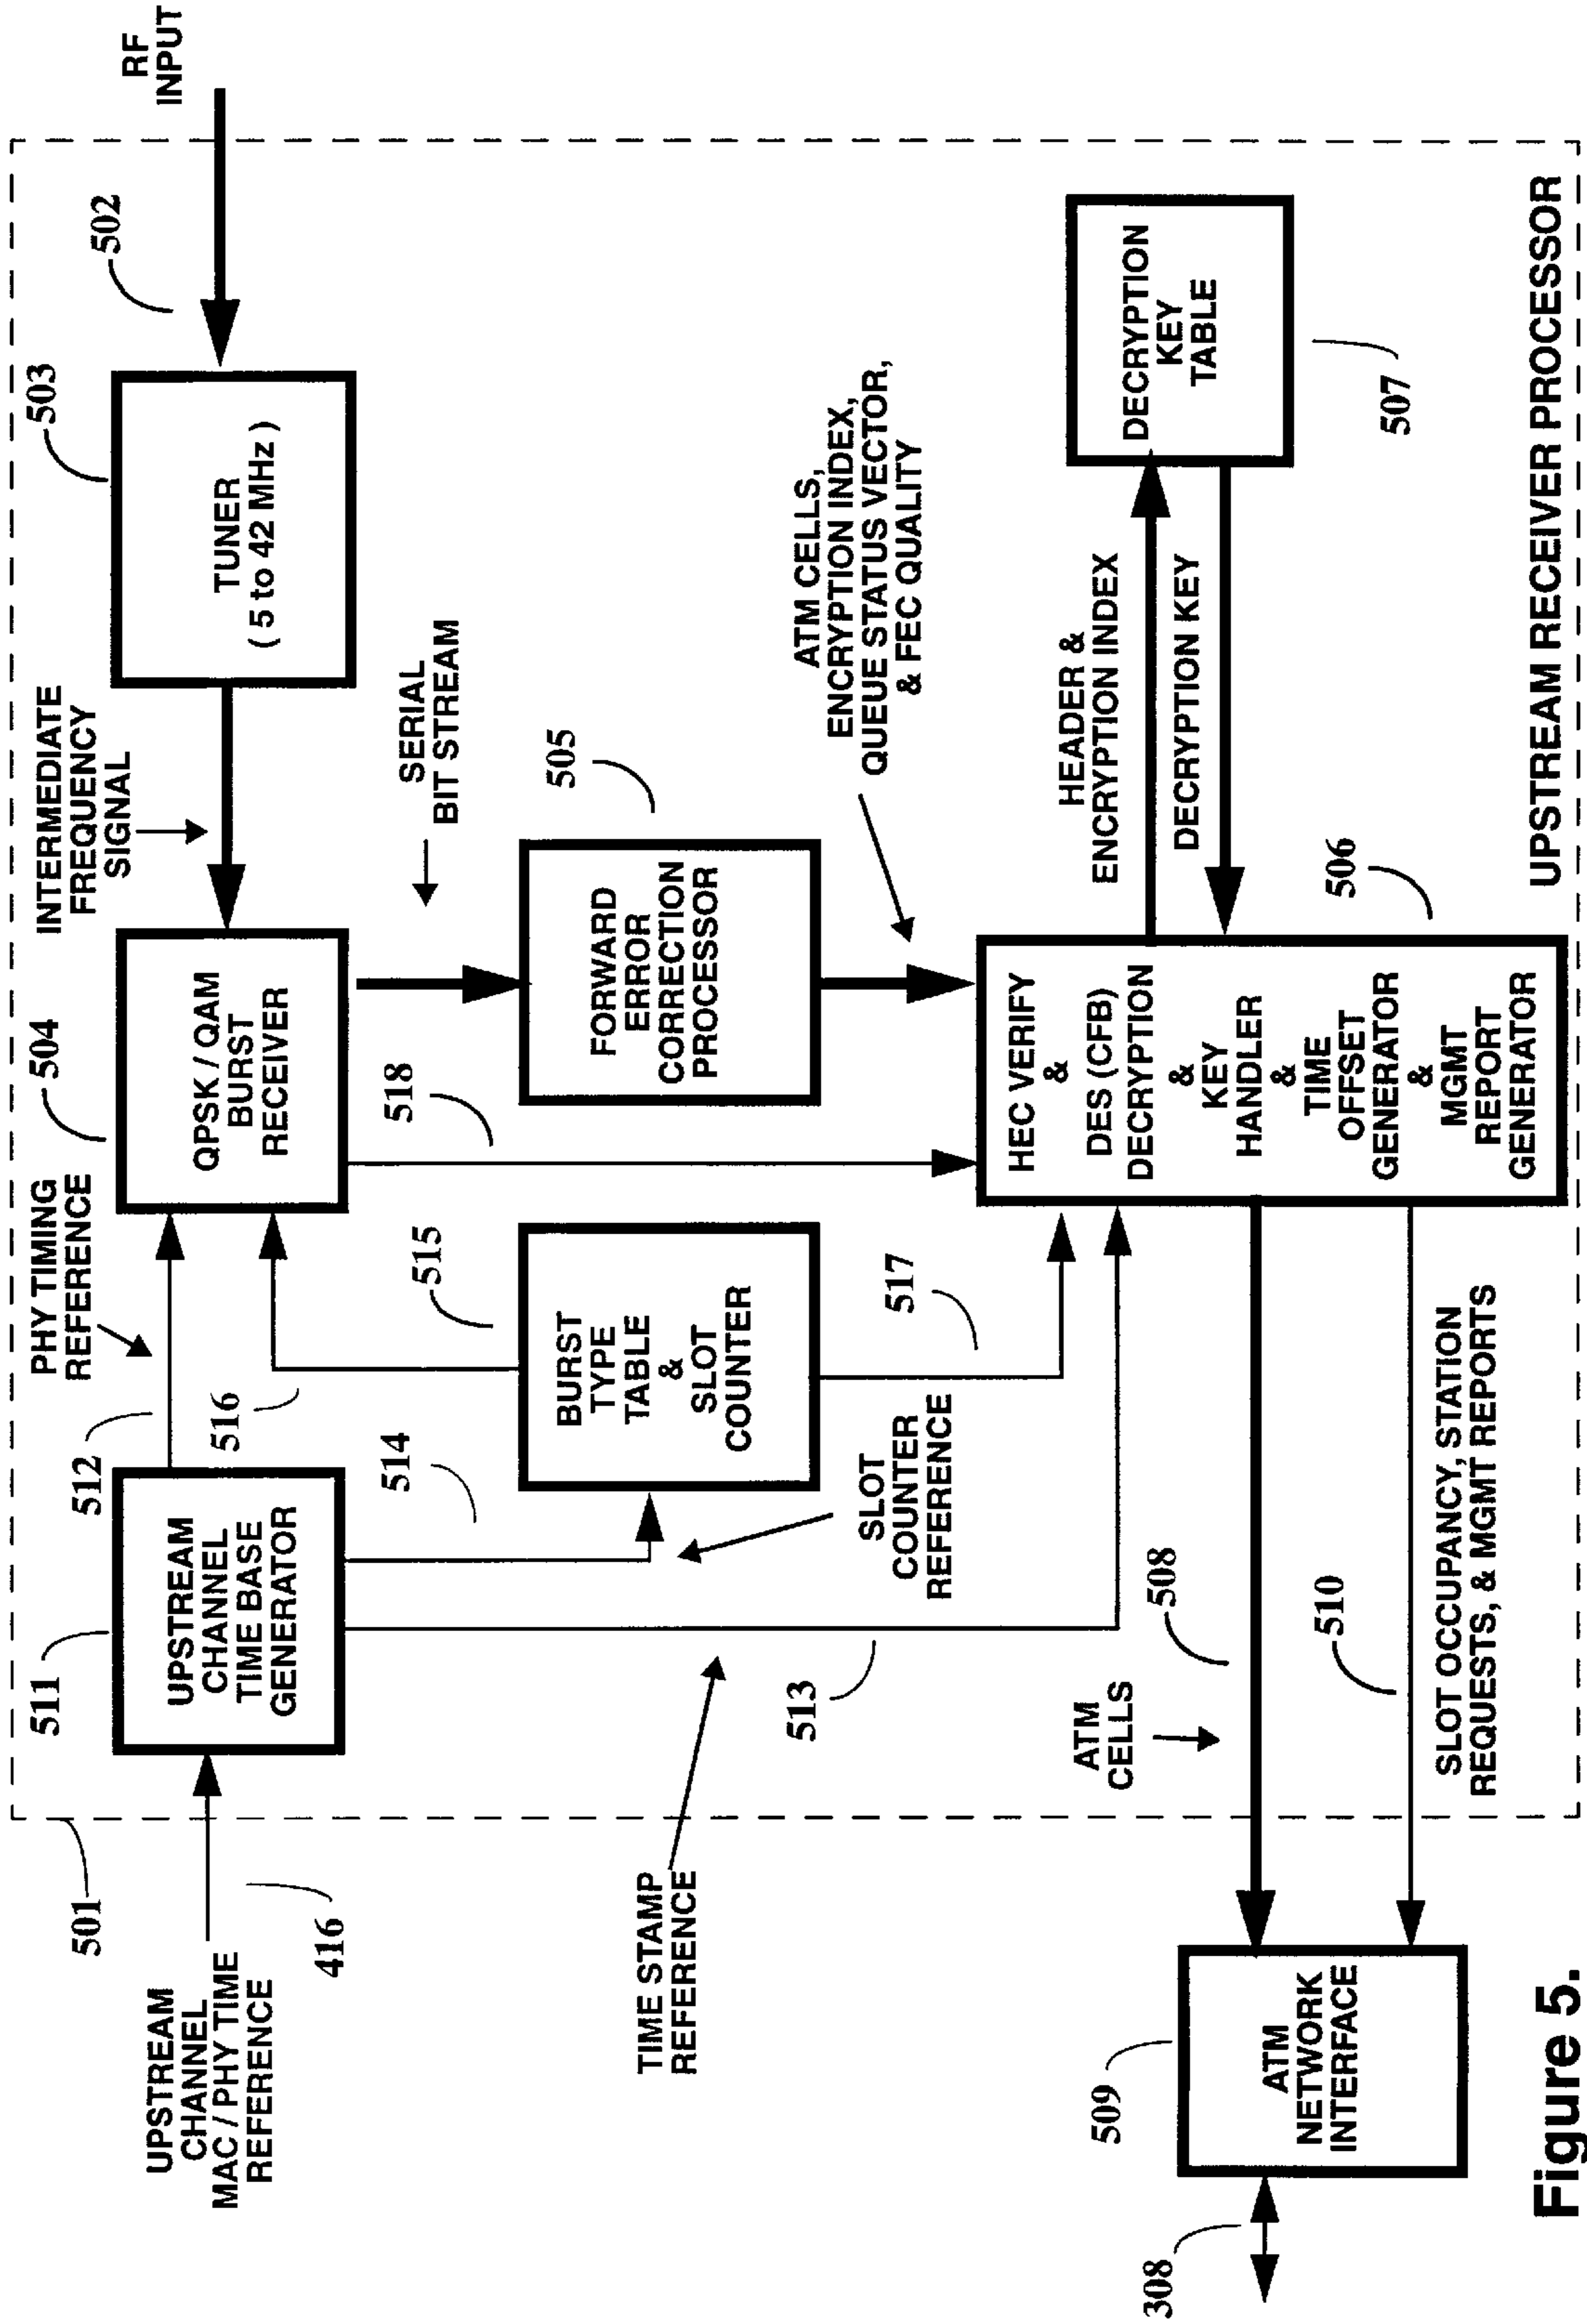 501
UPSTREAM
CHANNEL
MAC / PHY TIME
REFERENCE
416
511
UPSTREAM
CHANNEL
TIME BASE
GENERATOR
512
PHY TIMING
REFERENCE
504
QPSK / QAM
BURST
RECEIVER
INTERMEDIATE
FREQUENCY
SIGNAL
503
TUNER
( 5 to 42 MHz )
502
RF
INPUT
516
514
515
BURST
TYPE
TABLE
&
SLOT
COUNTER
518
SERIAL
BIT STREAM
505
FORWARD
ERROR
CORRECTION
PROCESSOR
TIME STAMP
REFERENCE
513
SLOT
COUNTER
REFERENCE
517
ATM CELLS,
ENCRYPTION INDEX,
QUEUE STATUS VECTOR,
& FEC QUALITY
HEC VERIFY
&
DES (CFB)
DECRYPTION
&
KEY
HANDLER
&
TIME
OFFSET
GENERATOR
&
MGMT
REPORT
GENERATOR
506
HEADER &
ENCRYPTION INDEX
DECRYPTION KEY
DECRYPTION
KEY
TABLE
507
ATM
CELLS
508
510
SLOT OCCUPANCY, STATION
REQUESTS, & MGMT REPORTS
308
509
ATM
NETWORK
INTERFACE
UPSTREAM RECEIVER PROCESSOR
Figure 5.